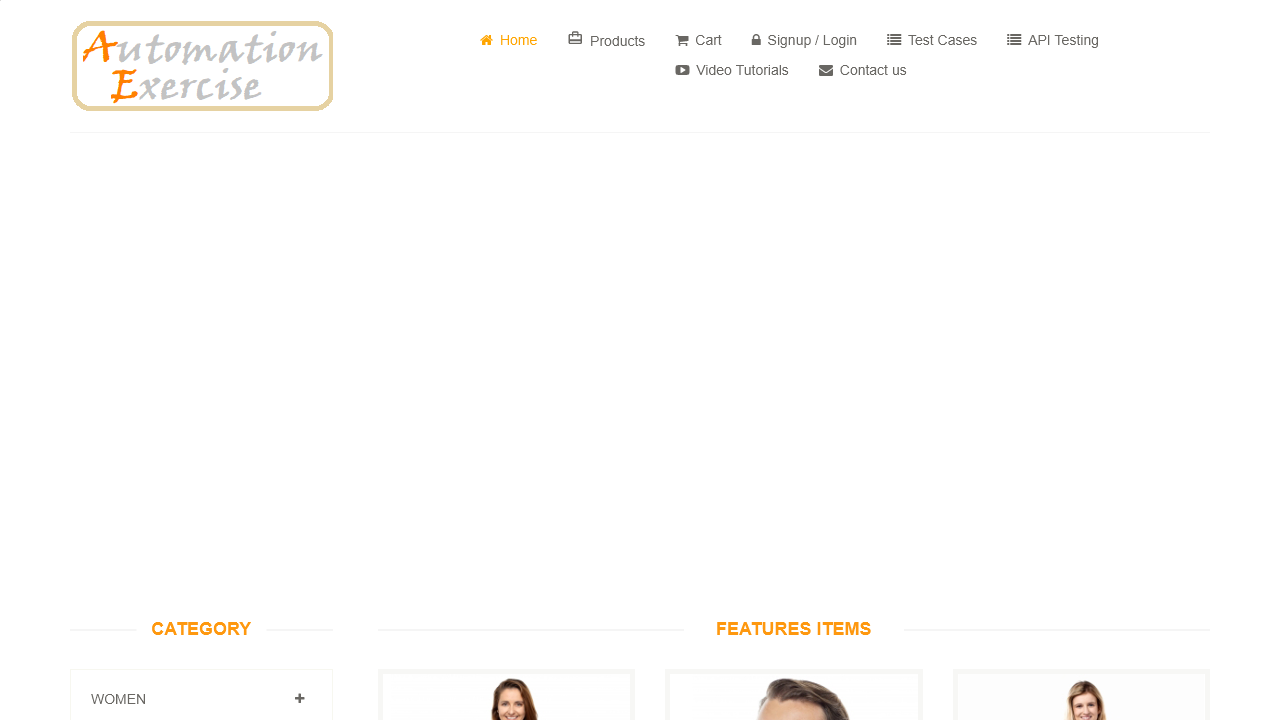 Automation
Exercise
Home
Products
Cart
Signup / Login
Test Cases
API Testing
Video Tutorials
Contact us
CATEGORY
FEATURES ITEMS
WOMEN